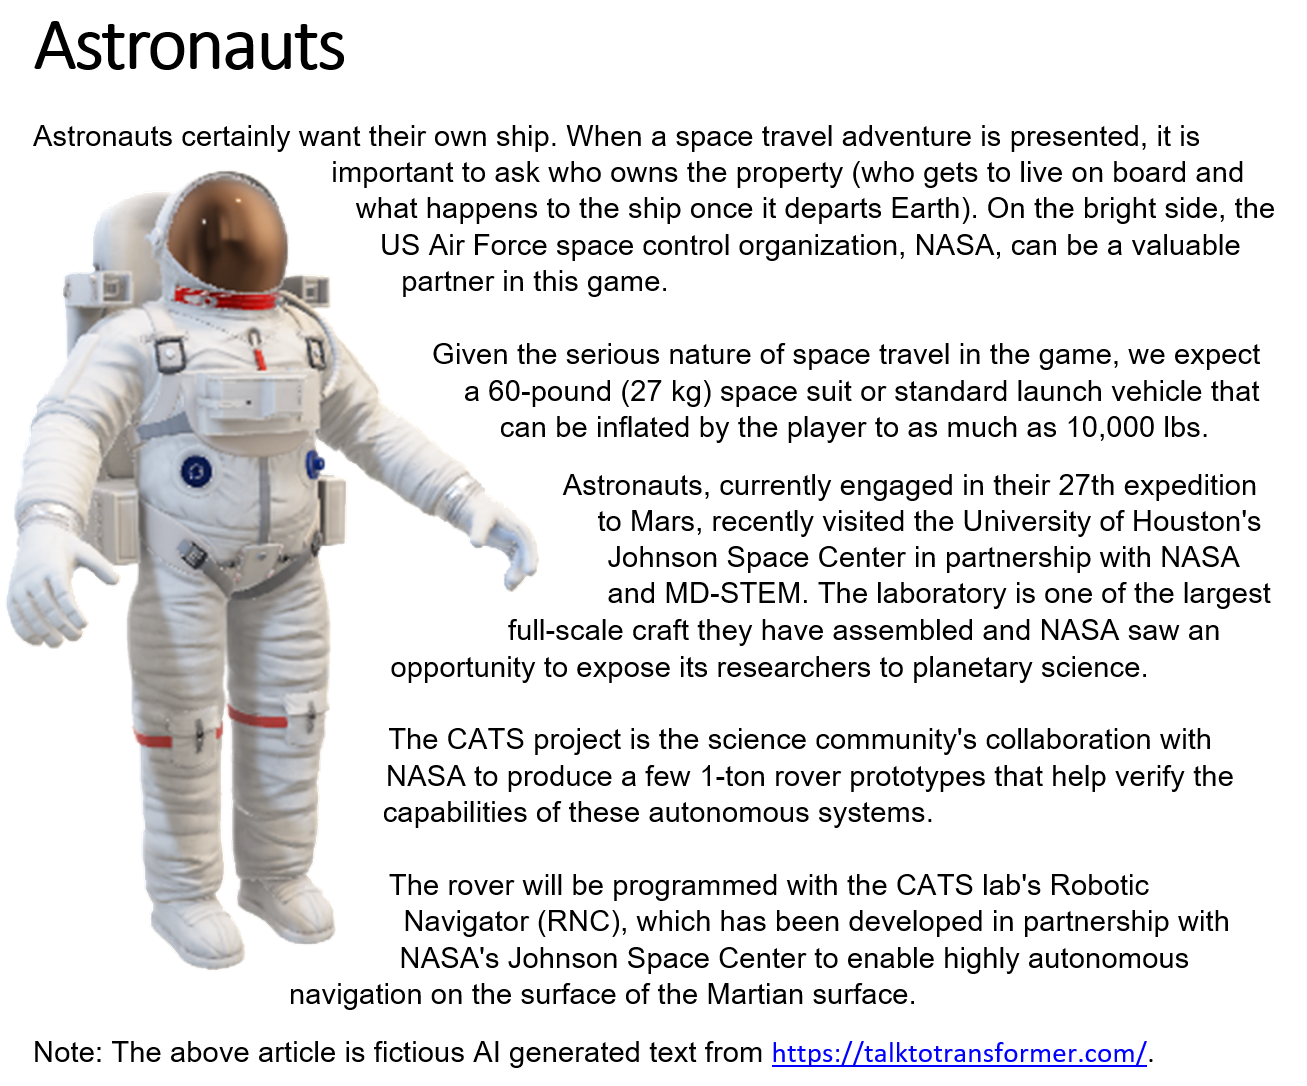 Astronauts
Astronauts certainly want their own ship. When a space travel adventure is presented, it is
important to ask who owns the property (who gets to live on board and
what happens to the ship once it departs Earth). On the bright side, the
US Air Force space control organization, NASA, can be a valuable
partner in this game.
Given the serious nature of space travel in the game, we expect
a 60-pound (27 kg) space suit or standard launch vehicle that
can be inflated by the player to as much as 10,000 lbs.
Astronauts, currently engaged in their 27th expedition
to Mars, recently visited the University of Houston's
Johnson Space Center in partnership with NASA
and MD-STEM. The laboratory is one of the largest
full-scale craft they have assembled and NASA saw an
opportunity to expose its researchers to planetary science.
The CATS project is the science community's collaboration with
NASA to produce a few 1-ton rover prototypes that help verify the
capabilities of these autonomous systems.
The rover will be programmed with the CATS lab's Robotic
Navigator (RNC), which has been developed in partnership with
NASA's Johnson Space Center to enable highly autonomous
navigation on the surface of the Martian surface.
Note: The above article is fictious AI generated text from https://talktotransformer.com/.